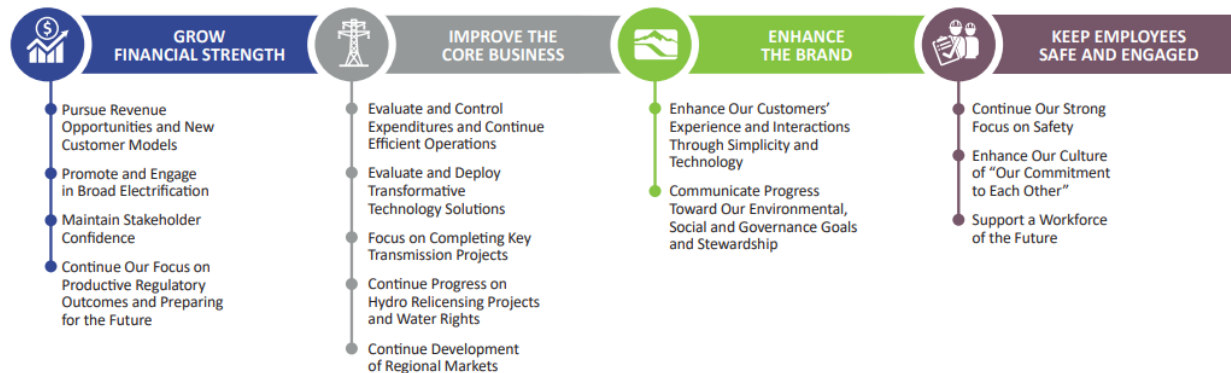 GROW
FINANCIAL STRENGTH
Pursue Revenue
Opportunities and New
Customer Models
Promote and Engage
in Broad Electrification
Maintain Stakeholder
Confidence
Continue Our Focus on
Productive Regulatory
Outcomes and Preparing
for the Future
IMPROVE THE
CORE BUSINESS
Evaluate and Control
Expenditures and Continue
Efficient Operations
Evaluate and Deploy
Transformative
Technology Solutions
Focus on Completing Key
Transmission Projects
Continue Progress on
Hydro Relicensing Projects
and Water Rights
Continue Development
of Regional Markets
ENHANCE
THE BRAND
Enhance Our Customers’
Experience and Interactions
Through Simplicity and
Technology
Communicate Progress
Toward Our Environmental,
Social and Governance Goals
and Stewardship
KEEP EMPLOYEES
SAFE AND ENGAGED
Continue Our Strong
Focus on Safety
Enhance Our Culture
of “Our Commitment
to Each Other”
Support a Workforce
of the Future